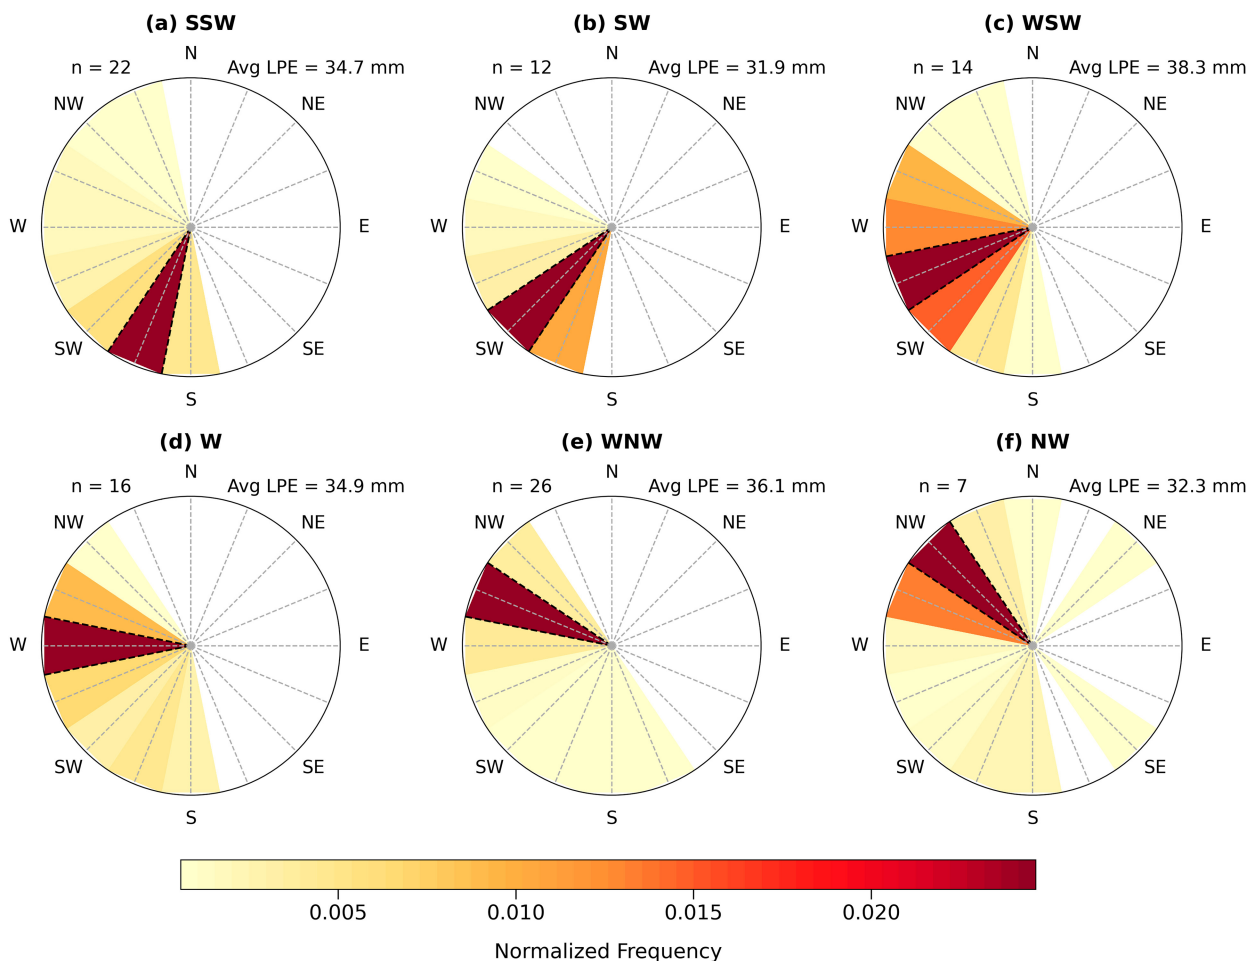 (a) SSW
(b) SW
(c) WSW
N
N
N
n = 22
Avg LPE = 34.7 mm
n = 12
Avg LPE = 31.9 mm
n = 14
Avg LPE = 38.3 mm
NW
NE
NW
NE
NW
NE
W
E
W
E
W
E
SW
SE
SW
SE
SW
SE
S
S
S
(d) W
(e) WNW
(f) NW
N
N
N
n = 16
Avg LPE = 34.9 mm
n = 26
Avg LPE = 36.1 mm
n = 7
Avg LPE = 32.3 mm
NW
NE
NW
NE
NW
NE
W
E
W
E
W
E
SW
SE
SW
SE
SW
SE
S
S
S
0.005
0.010
0.015
0.020
Normalized Frequency